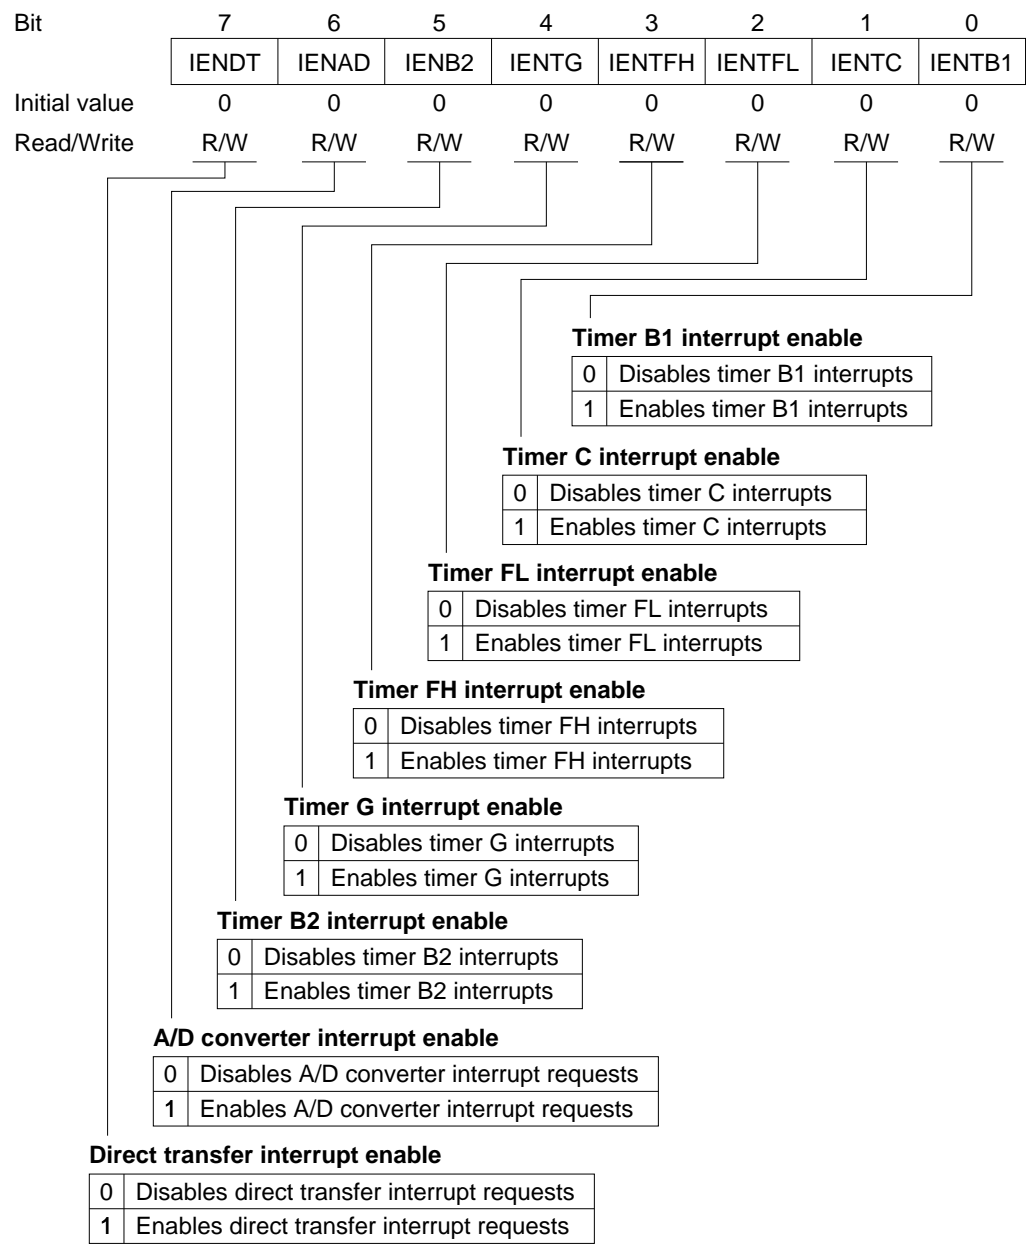 Bit 7 6 5 4 3 2 1 0
IENDT IENAD IENB2 IENTG IENTFH IENTFL IENTC IENTB1
Initial value 0 0 0 0 0 0 0 0
Read/Write R/W R/W R/W R/W R/W R/W R/W R/W
Timer B1 interrupt enable
0 Disables timer B1 interrupts
1 Enables timer B1 interrupts
Timer C interrupt enable
0 Disables timer C interrupts
1 Enables timer C interrupts
Timer FL interrupt enable
0 Disables timer FL interrupts
1 Enables timer FL interrupts
Timer FH interrupt enable
0 Disables timer FH interrupts
1 Enables timer FH interrupts
Timer G interrupt enable
0 Disables timer G interrupts
1 Enables timer G interrupts
Timer B2 interrupt enable
0 Disables timer B2 interrupts
1 Enables timer B2 interrupts
A/D converter interrupt enable
0 Disables A/D converter interrupt requests
1 Enables A/D converter interrupt requests
Direct transfer interrupt enable
0 Disables direct transfer interrupt requests
1 Enables direct transfer interrupt requests